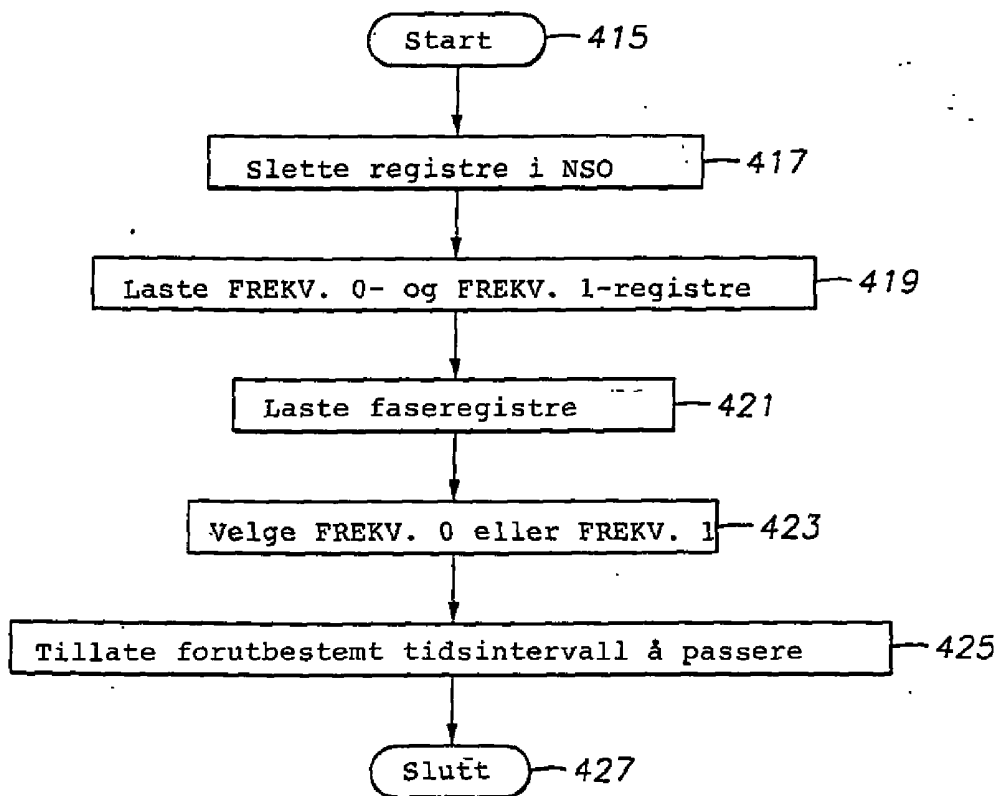 Start 415
Slette registre i NSO 417
Laste FREKV. 0- og FREKV. 1-registre 419
Laste faseregistre 421
Velge FREKV. 0 eller FREKV. 1 423
Tillate forutbestemt tidsintervall å passere 425
Slutt 427